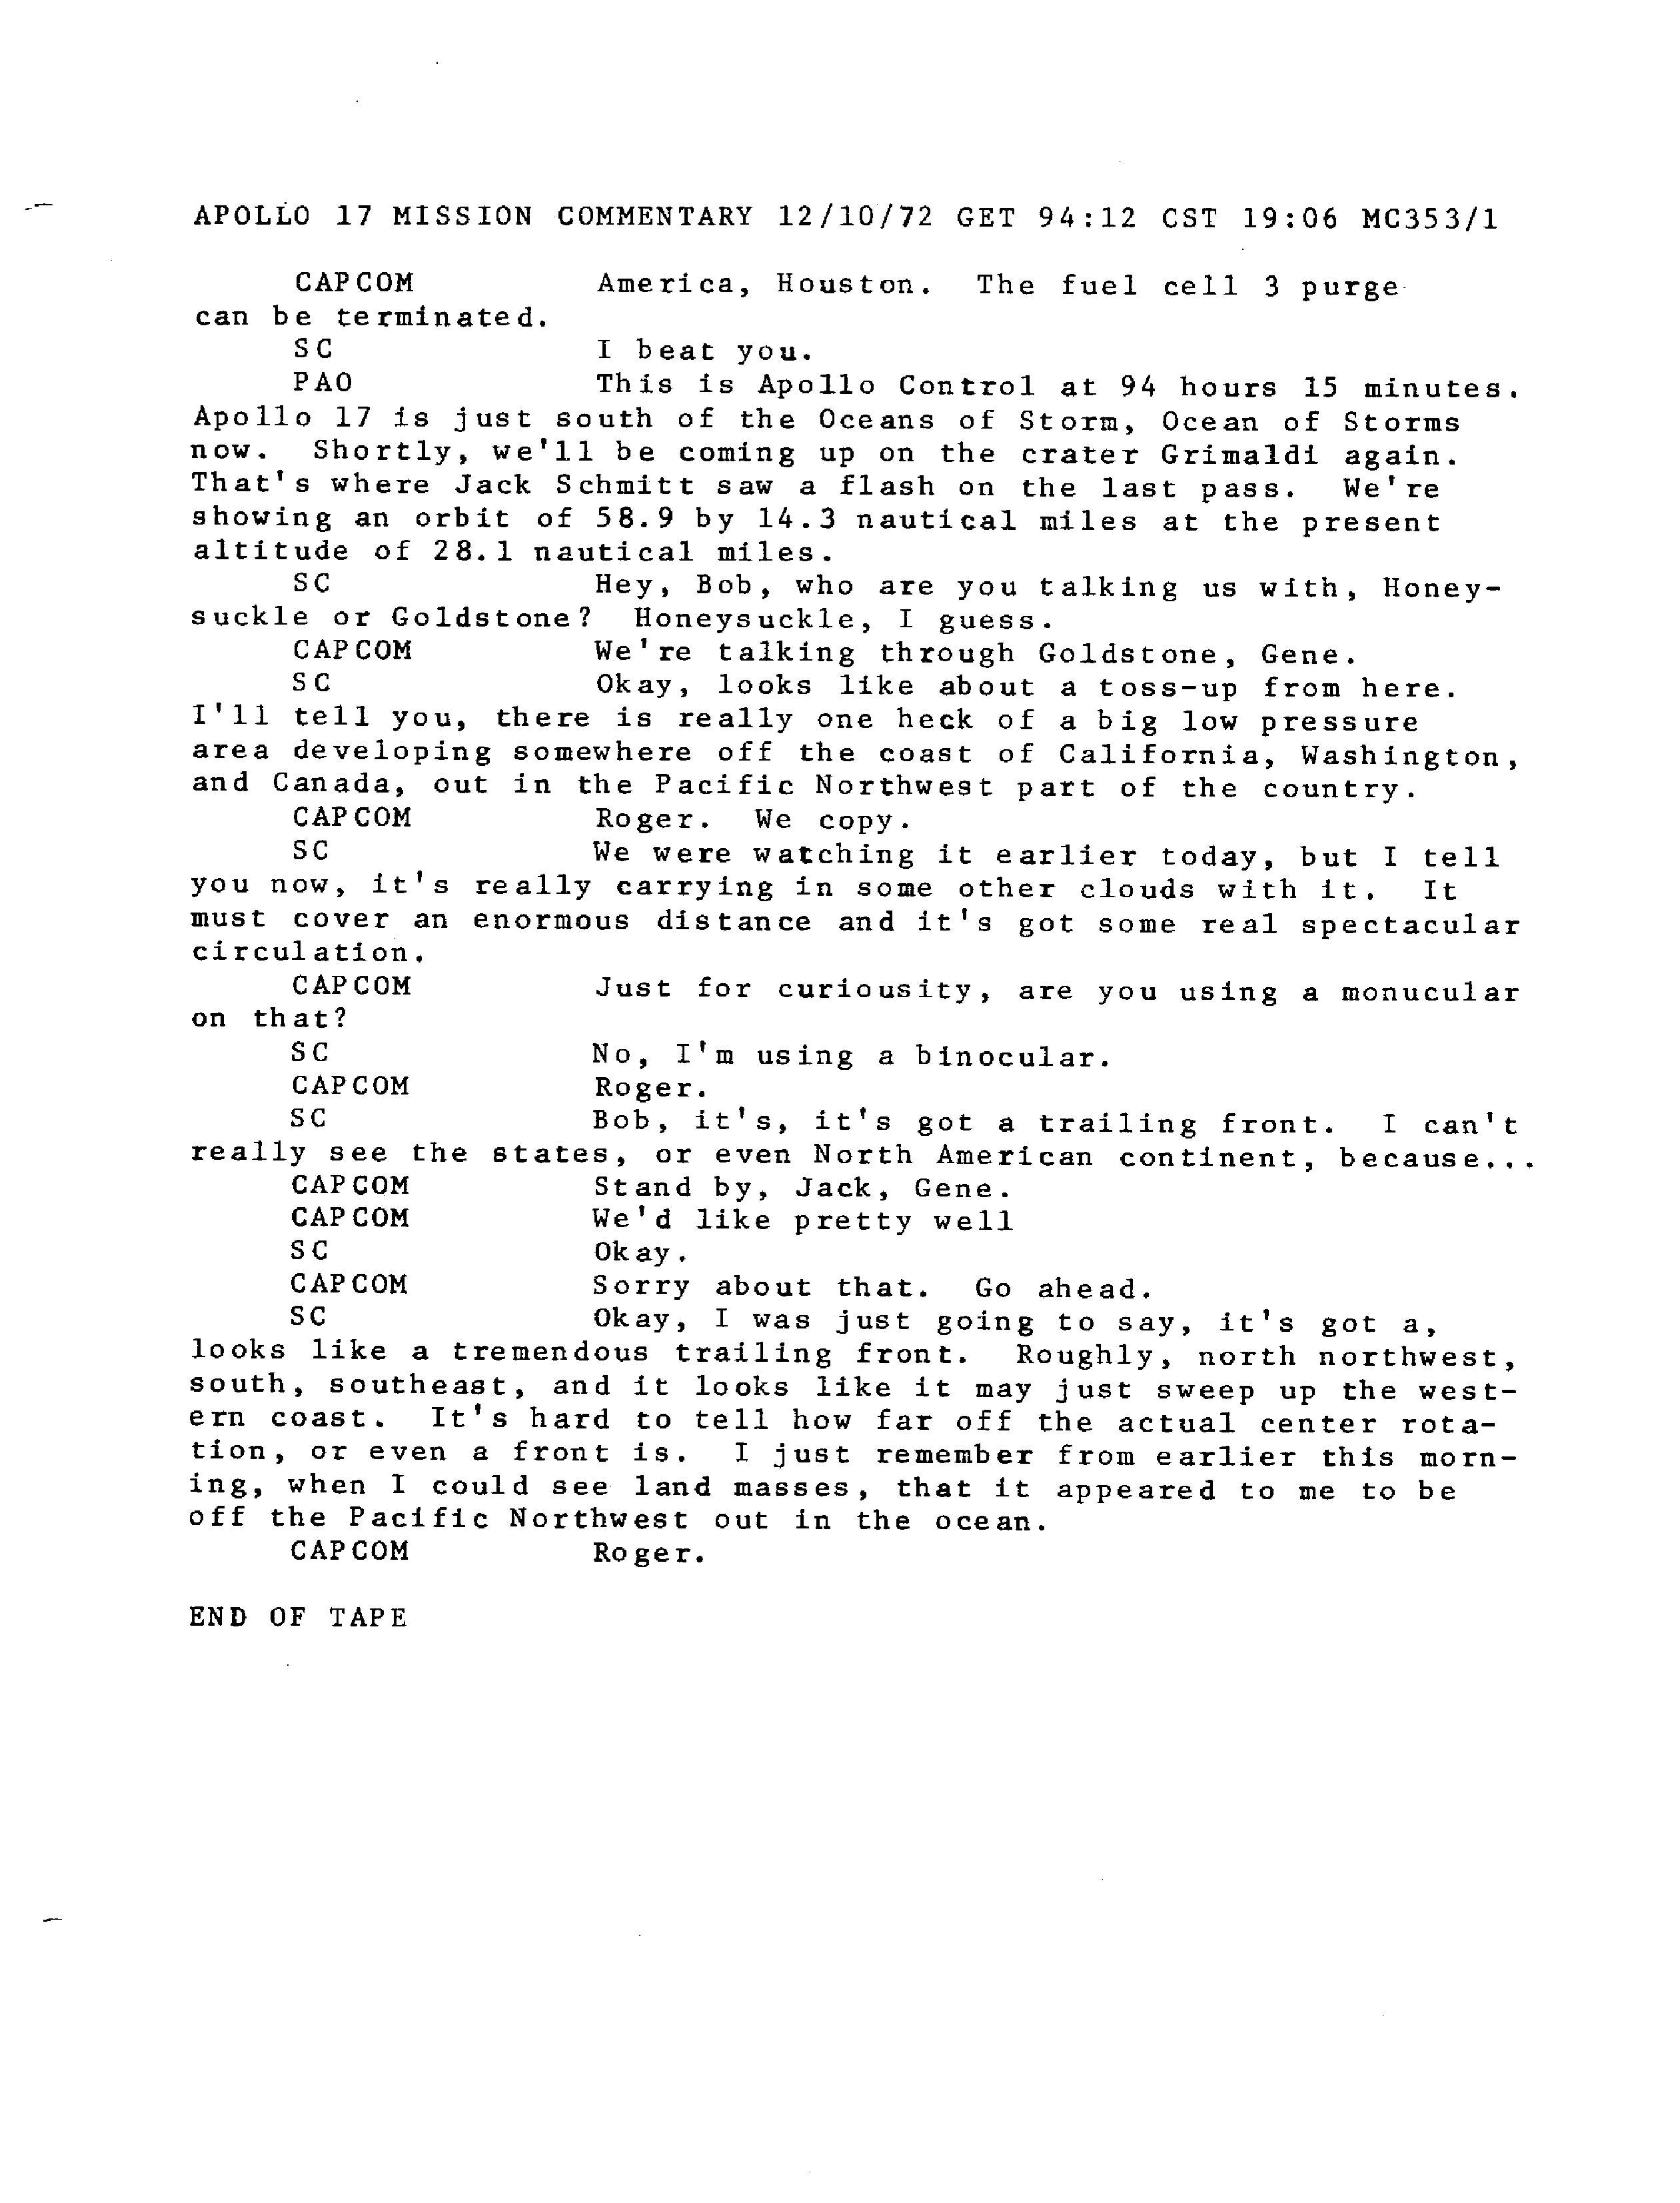 APOLLO 17 MISSION COMMENTARY 12/10/72 GET 94:12 CST 19:06 MC353/1
CAPCOM America, Houston. The fuel cell 3 purge
can be terminated.
SC I beat you.
PAO This is Apollo Control at 94 hours 15 minutes.
Apollo 17 is just south of the Oceans of Storm, Ocean of Storms
now. Shortly, we'll be coming up on the crater Grimaldi again.
That's where Jack Schmitt saw a flash on the last pass. We're
showing an orbit of 58.9 by 14.3 nautical miles at the present
altitude of 28.1 nautical miles.
SC Hey, Bob, who are you talking us with, Honey-
suckle or Goldstone? Honeysuckle, I guess.
CAPCOM We're talking through Goldstone, Gene.
SC Okay, looks like about a toss-up from here.
I'll tell you, there is really one heck of a big low pressure
area developing somewhere off the coast of California, Washington,
and Canada, out in the Pacific Northwest part of the country.
CAPCOM Roger. We copy.
SC We were watching it earlier today, but I tell
you now, it's really carrying in some other clouds with it. It
must cover an enormous distance and it's got some real spectacular
circulation.
CAPCOM Just for curiousity, are you using a monucular
on that?
SC No, I'm using a binocular.
CAPCOM Roger.
SC Bob, it's, it's got a trailing front. I can't
really see the states, or even North American continent, because...
CAPCOM Stand by, Jack, Gene.
CAPCOM We'd like pretty well
SC Okay.
CAPCOM Sorry about that. Go ahead.
SC Okay, I was just going to say, it's got a,
looks like a tremendous trailing front. Roughly, north northwest,
south, southeast, and it looks like it may just sweep up the west-
ern coast. It's hard to tell how far off the actual center rota-
tion, or even a front is. I just remember from earlier this morn-
ing, when I could see land masses, that it appeared to me to be
off the Pacific Northwest out in the ocean.
CAPCOM Roger.
END OF TAPE